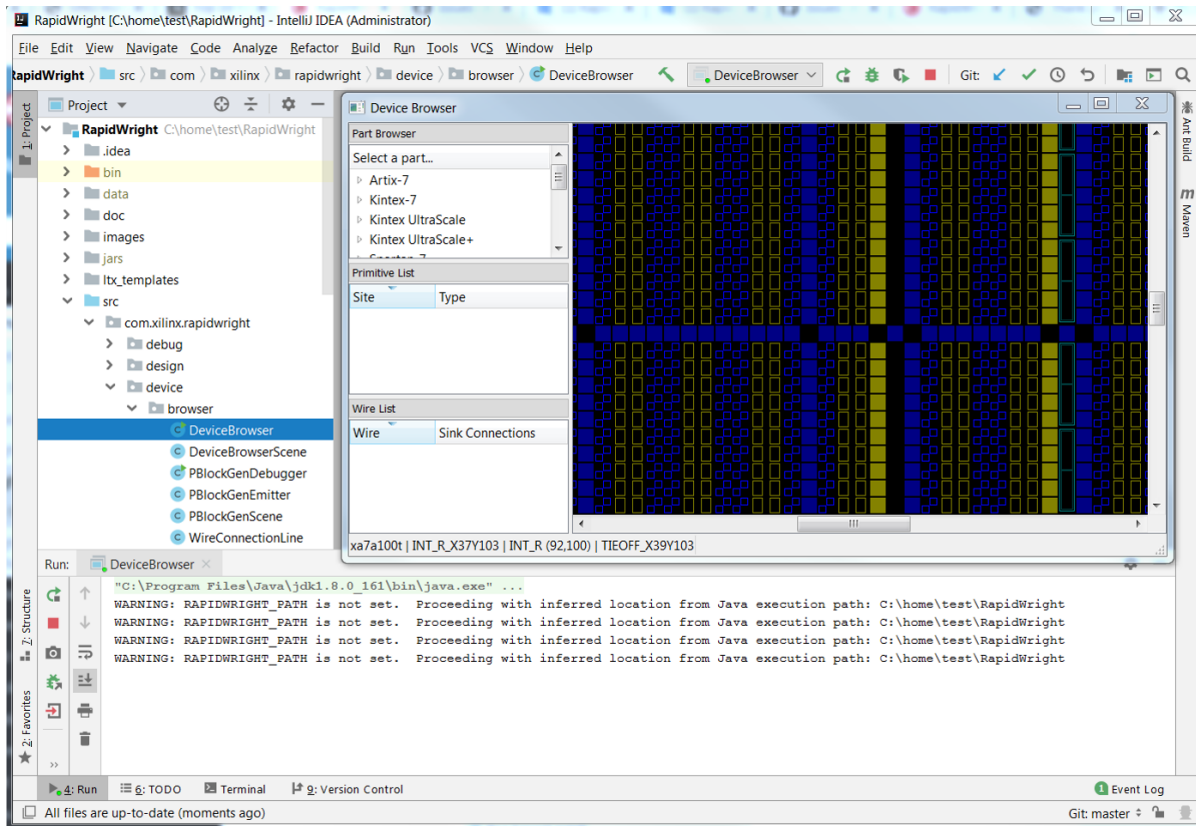 RapidWright [C:\home\test\RapidWright] - IntelliJ IDEA (Administrator)
File Edit View Navigate Code Analyze Refactor Build Run Tools VCS Window Help
RapidWright src com xilinx rapidwright device browser DeviceBrowser DeviceBrowser Git:
1: Project
Project
RapidWright C:\home\test\RapidWright
.idea
bin
data
doc
images
jars
ltx_templates
src
com.xilinx.rapidwright
debug
design
device
browser
DeviceBrowser
DeviceBrowserScene
PBlockGenDebugger
PBlockGenEmitter
PBlockGenScene
WireConnectionLine
Device Browser
Part Browser
Select a part...
Artix-7
Kintex-7
Kintex UltraScale
Kintex UltraScale+
Primitive List
Site Type
Wire List
Wire Sink Connections
xa7a100t | INT_R_X37Y103 | INT_R (92,100) | TIEOFF_X39Y103
Ant Build
m Maven
Run: DeviceBrowser
"C:\Program Files\Java\jdk1.8.0_161\bin\java.exe" ...
WARNING: RAPIDWRIGHT_PATH is not set. Proceeding with inferred location from Java execution path: C:\home\test\RapidWright
WARNING: RAPIDWRIGHT_PATH is not set. Proceeding with inferred location from Java execution path: C:\home\test\RapidWright
WARNING: RAPIDWRIGHT_PATH is not set. Proceeding with inferred location from Java execution path: C:\home\test\RapidWright
WARNING: RAPIDWRIGHT_PATH is not set. Proceeding with inferred location from Java execution path: C:\home\test\RapidWright
7: Structure
2: Favorites
4: Run 6: TODO Terminal 9: Version Control 1 Event Log
All files are up-to-date (moments ago) Git: master